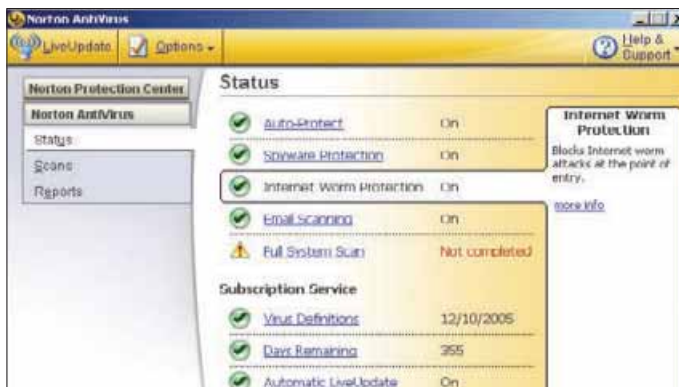 Norton AntiVirus
LiveUpdate Options Help & Support
Norton Protection Center
Norton AntiVirus
Status
Scans
Reports
Status
Auto-Protect On
Spyware Protection On
Internet Worm Protection On
Email Scanning On
Full System Scan Not completed
Subscription Service
Virus Definitions 12/10/2005
Days Remaining 355
Automatic LiveUpdate On
Internet Worm
Protection
Blocks Internet worm
attacks at the point of
entry.
more info